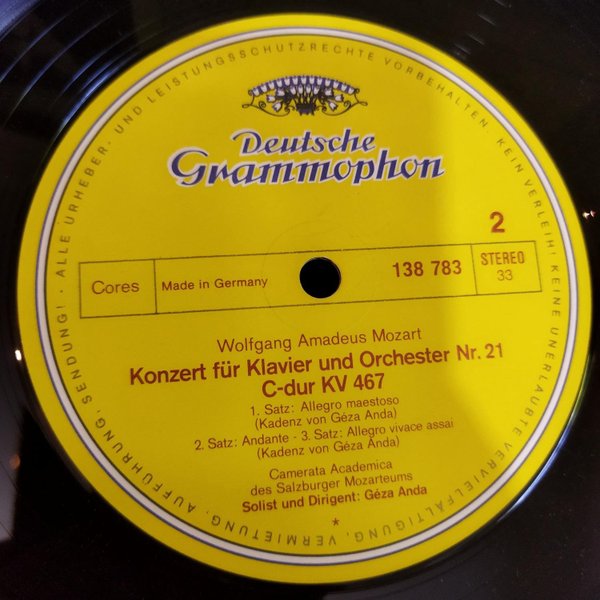 Deutsche
Grammophon
2
Cores
Made in Germany
138 783
STEREO
33
Wolfgang Amadeus Mozart
Konzert für Klavier und Orchester Nr. 21
C-dur KV 467
1. Satz: Allegro maestoso
(Kadenz von Géza Anda)
2. Satz: Andante - 3. Satz: Allegro vivace assai
(Kadenz von Géza Anda)
Camerata Academica
des Salzburger Mozarteums
Solist und Dirigent: Géza Anda
*
ALLE URHEBER- UND LEISTUNGSSCHUTZRECHTE VORBEHALTEN. KEIN VERLEIH! KEINE UNERLAUBTE VERVIELFÄLTIGUNG, VERMIETUNG, AUFFÜHRUNG, SENDUNG!